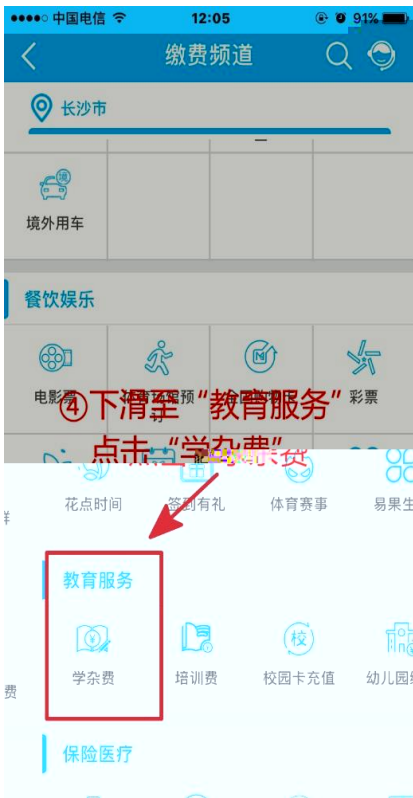 中国电信 12:05 91%
缴费频道
长沙市
境外用车
餐饮娱乐
电影票 彩票
④下滑至“教育服务”
点击“学杂费”
花点时间 签到有礼 体育赛事 易果生
教育服务
学杂费 培训费 校园卡充值 幼儿园
费
保险医疗